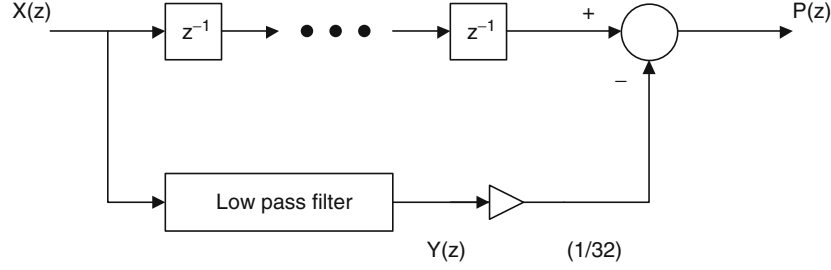 X(z)
P(z)
z⁻¹
z⁻¹
+
−
Low pass filter
Y(z)
(1/32)